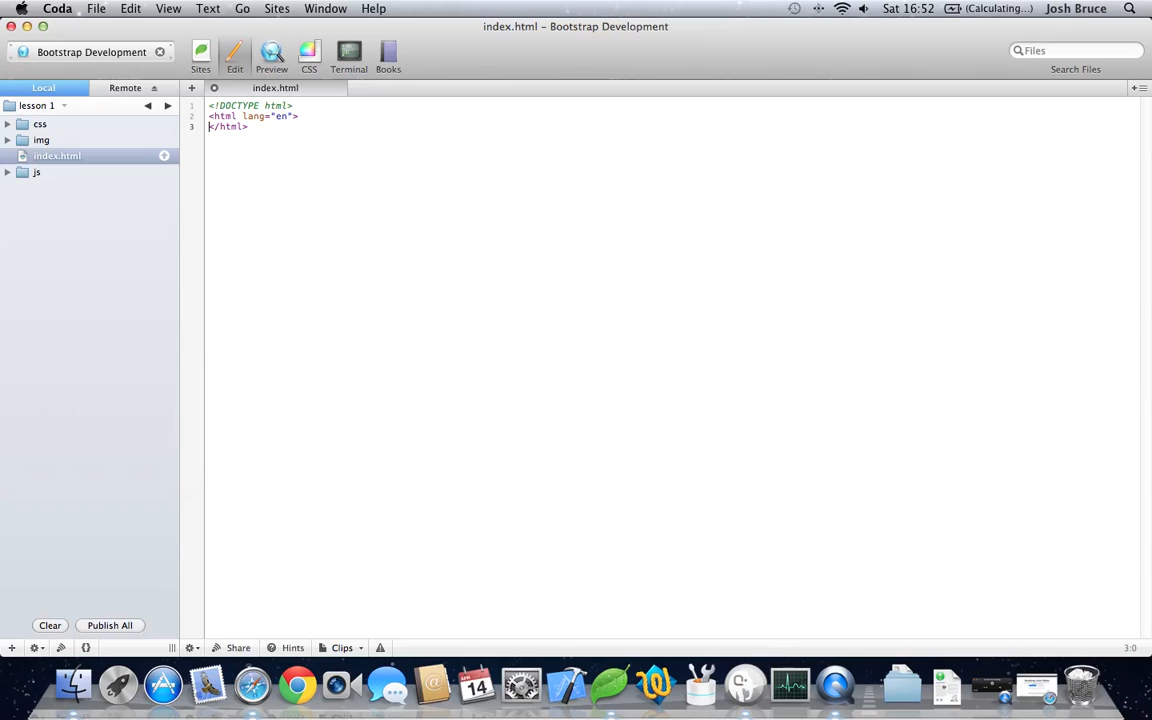 Coda File Edit View Text Go Sites Window Help Sat 16:52 (Calculating...) Josh Bruce
index.html – Bootstrap Development
Bootstrap Development
Sites Edit Preview CSS Terminal Books
Files
Search Files
Local Remote
index.html
lesson 1
css
img
index.html
js
1 <!DOCTYPE html>
2 <html lang="en">
3 </html>
Clear Publish All
Share Hints Clips 3:0
14